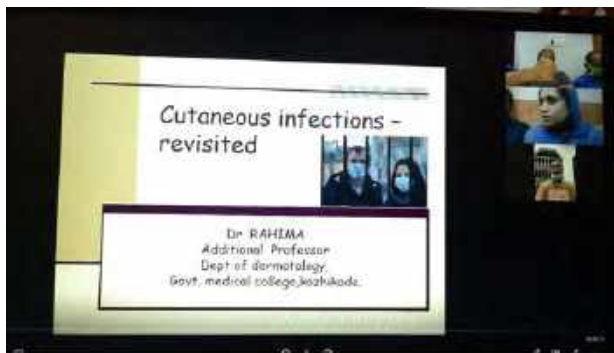 Cutaneous infections -
revisited
Dr RAHIMA
Additional Professor
Dept of dermatology,
Govt. medical college,kozhikode.